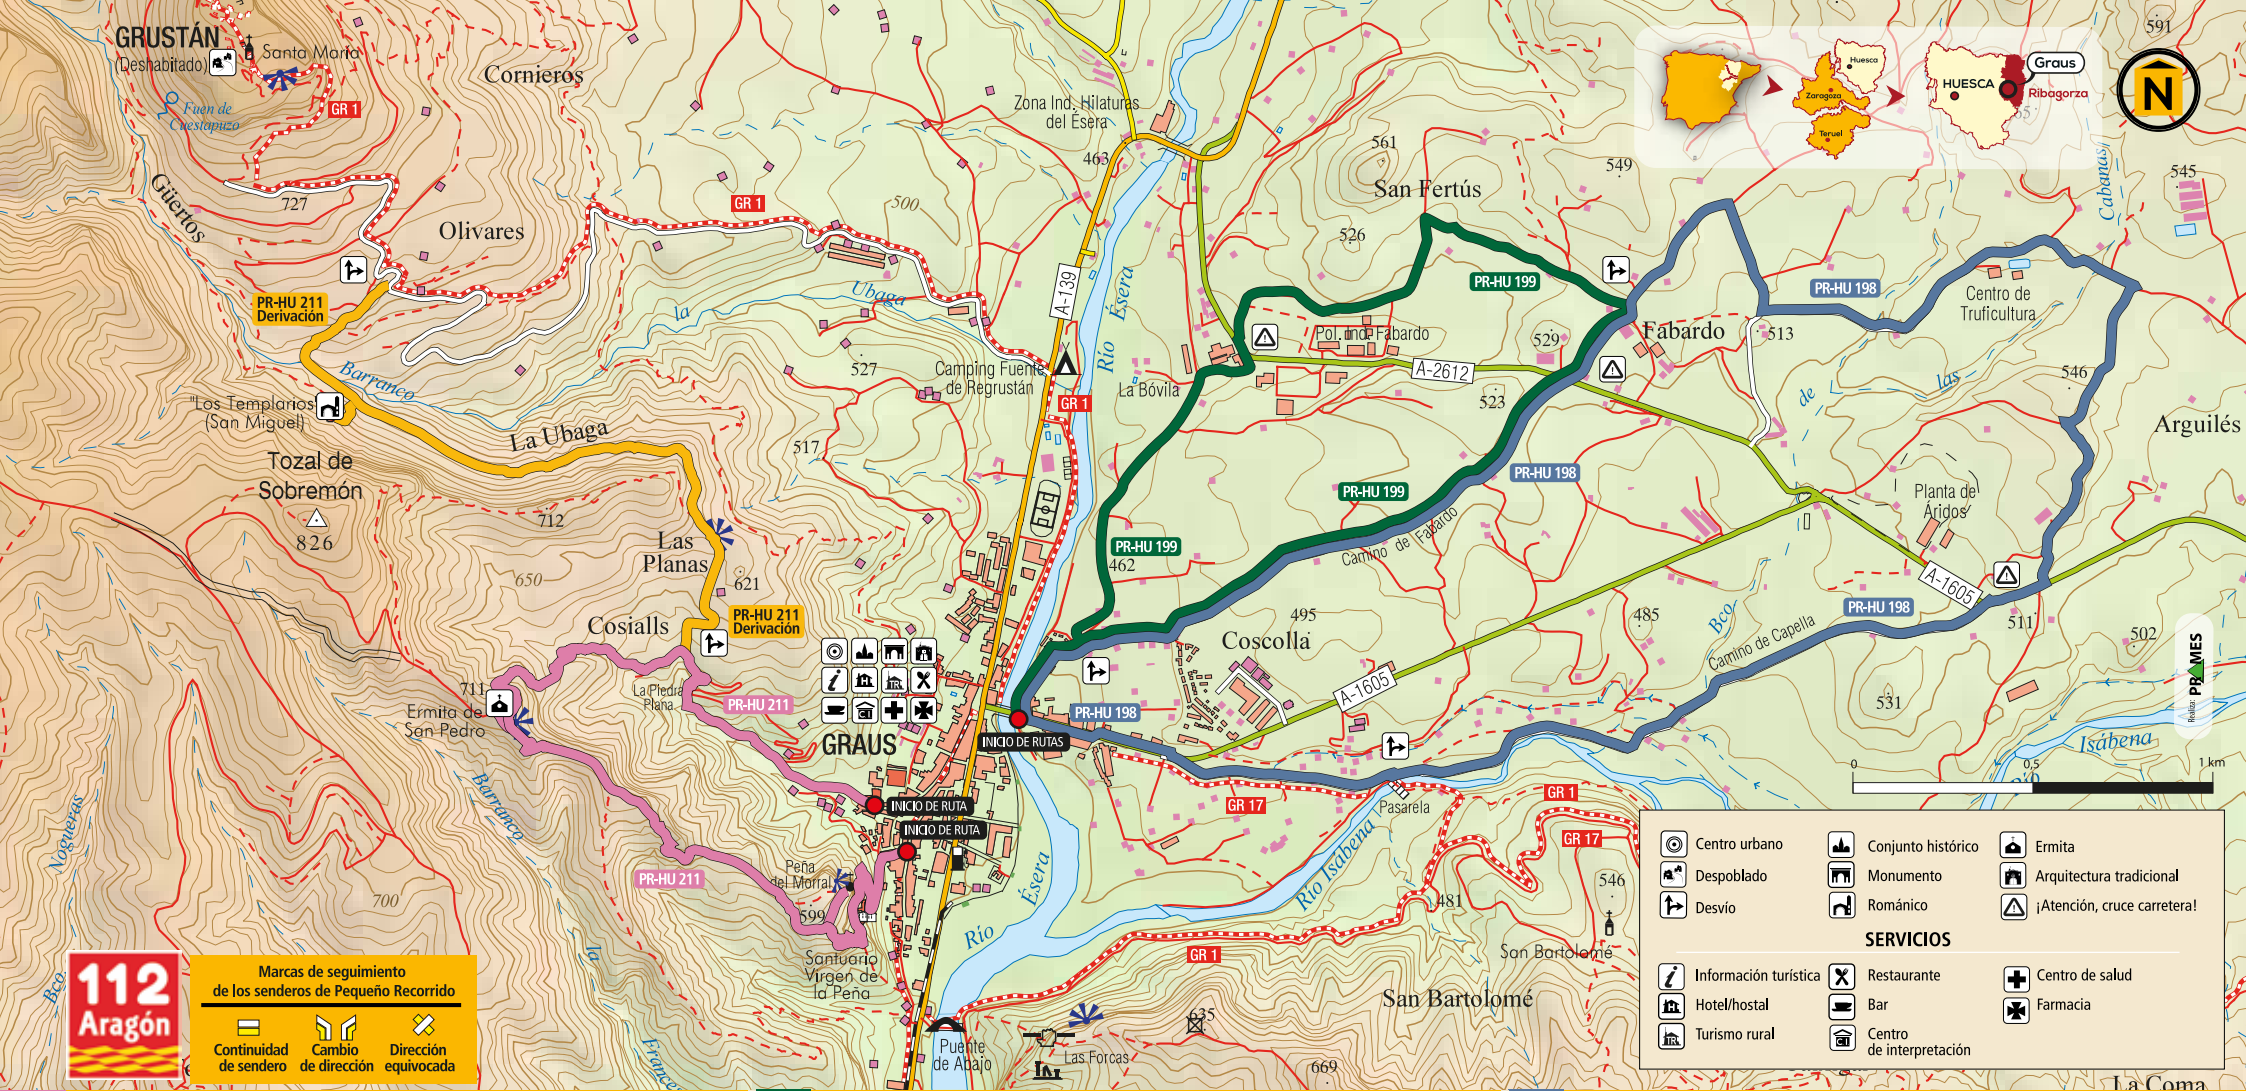 GRUSTÁN
(Deshabitado)
Santa María
Fuen de
Cuestapuzo
GR 1
Cornieros
Güertos
727
Olivares
GR 1
500
PR-HU 211
Derivación
Barranco
la
Ubaga
"Los Templarios"
(San Miguel)
La Ubaga
Tozal de
Sobremón
826
712
650
Las
Planas
621
Cosialls
PR-HU 211
Derivación
711
Ermita de
San Pedro
La Piedra
Plana
PR-HU 211
GRAUS
INICIO DE RUTAS
INICIO DE RUTA
INICIO DE RUTA
PR-HU 211
Peña
del Morral
599
Santuario
Virgen de
la Peña
Barranco
la
Nogueras
Bco.
700
Zona Ind. Hilaturas
del Ésera
463
A-139
Río
Ésera
527
517
Camping Fuente
de Regrustán
GR 1
La Bóvila
561
San Fertús
526
549
PR-HU 199
Pol. Ind. Fabardo
529
Fabardo
513
A-2612
523
PR-HU 198
PR-HU 199
Camino de Fabardo
PR-HU 199
462
PR-HU 198
Centro de
Truficultura
546
Arguilés
Cabanas
las
de
Bco.
Planta de
Áridos
A-1605
511
PR-HU 198
Camino de Capella
485
495
Coscolla
A-1605
PR-HU 198
502
531
Isábena
Río
Pasarela
GR 17
GR 1
GR 17
Río Isábena
Ésera
Río
481
546
San Bartolomé
San Bartolomé
GR 1
635
669
Las Forcas
Puente
de Abajo
La Coma
591
545
Huesca
Zaragoza
Teruel
HUESCA
Graus
Ribagorza
N
Realiza: PRAMES
0
0,5
1 km
Centro urbano
Despoblado
Desvío
Conjunto histórico
Monumento
Románico
Ermita
Arquitectura tradicional
¡Atención, cruce carretera!
SERVICIOS
Información turística
Hotel/hostal
Turismo rural
Restaurante
Bar
Centro
de interpretación
Centro de salud
Farmacia
112
Aragón
Marcas de seguimiento
de los senderos de Pequeño Recorrido
Continuidad
de sendero
Cambio
de dirección
Dirección
equivocada